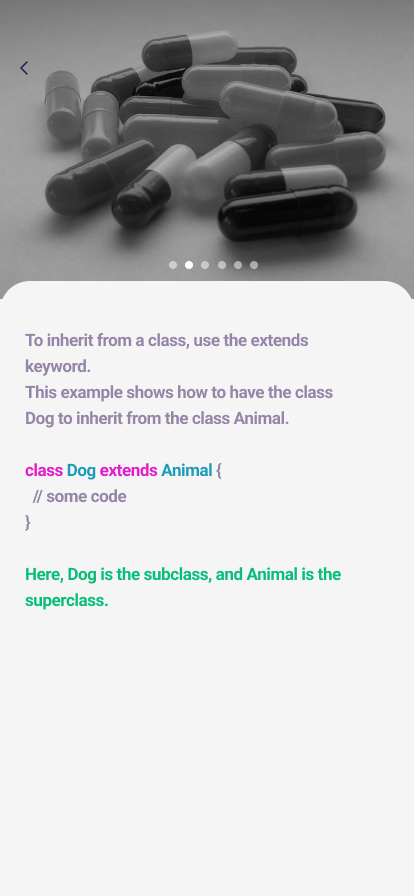 To inherit from a class, use the extends
keyword.
This example shows how to have the class
Dog to inherit from the class Animal.
class Dog extends Animal {
// some code
}
Here, Dog is the subclass, and Animal is the
superclass.